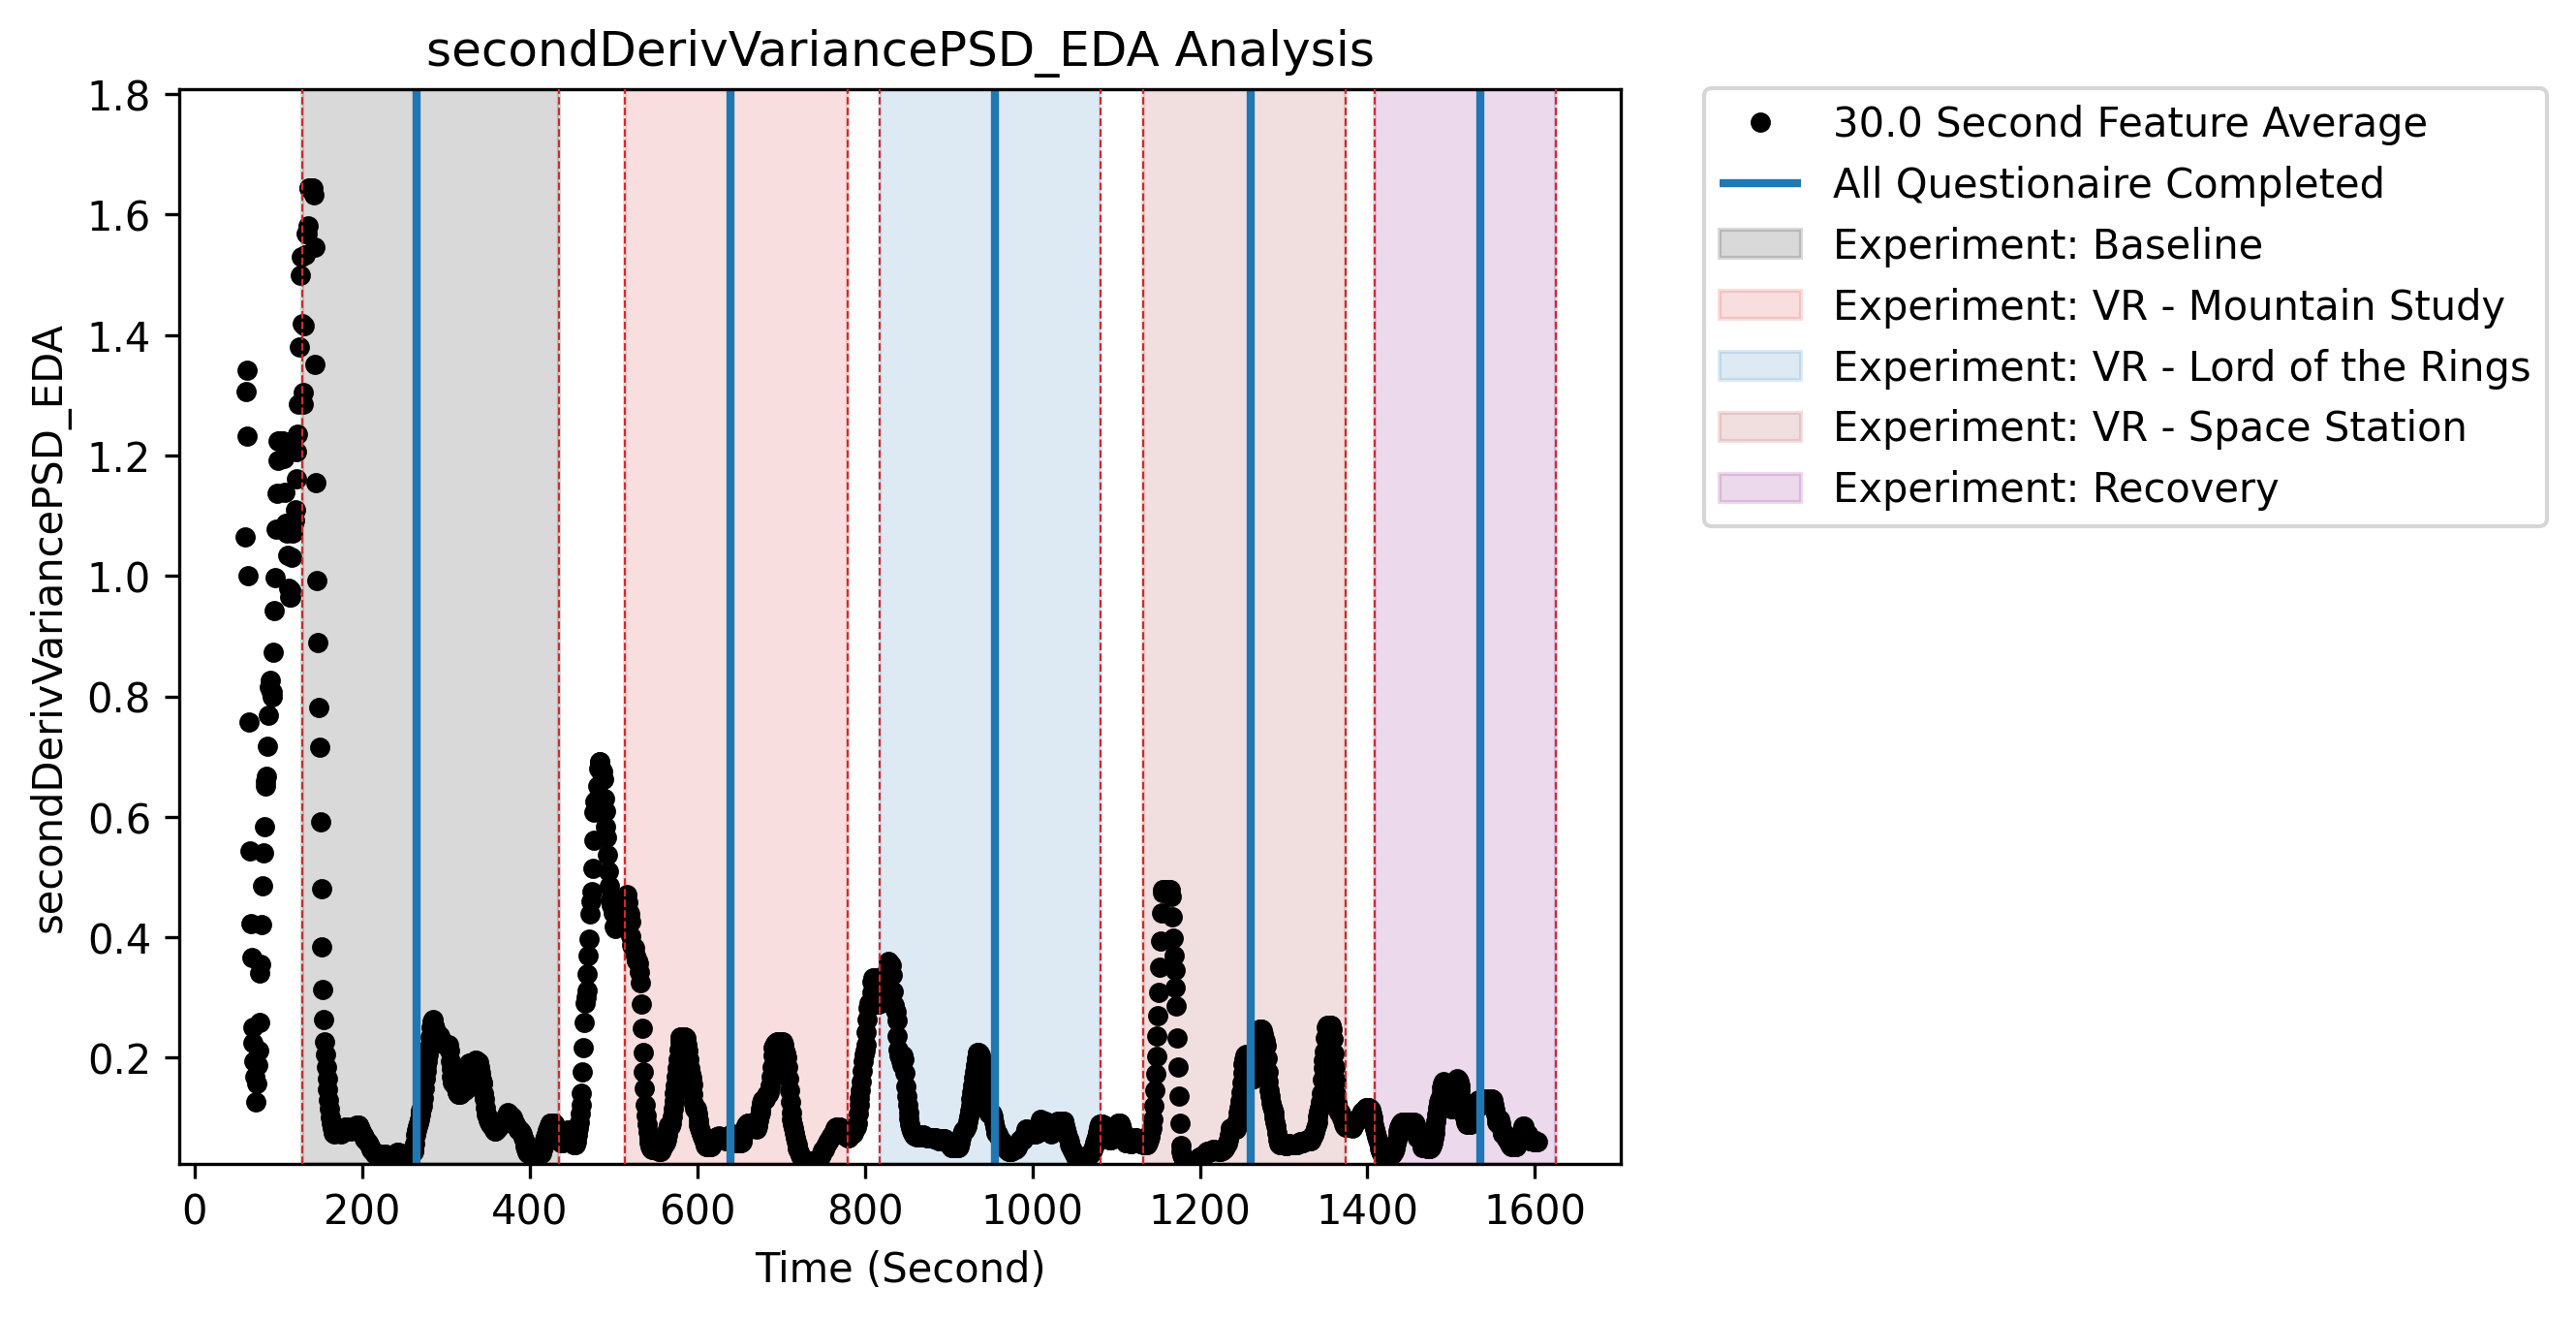 secondDerivVariancePSD_EDA Analysis
secondDerivVariancePSD_EDA
1.8
1.6
1.4
1.2
1.0
0.8
0.6
0.4
0.2
0 200 400 600 800 1000 1200 1400 1600
Time (Second)
30.0 Second Feature Average
All Questionaire Completed
Experiment: Baseline
Experiment: VR - Mountain Study
Experiment: VR - Lord of the Rings
Experiment: VR - Space Station
Experiment: Recovery